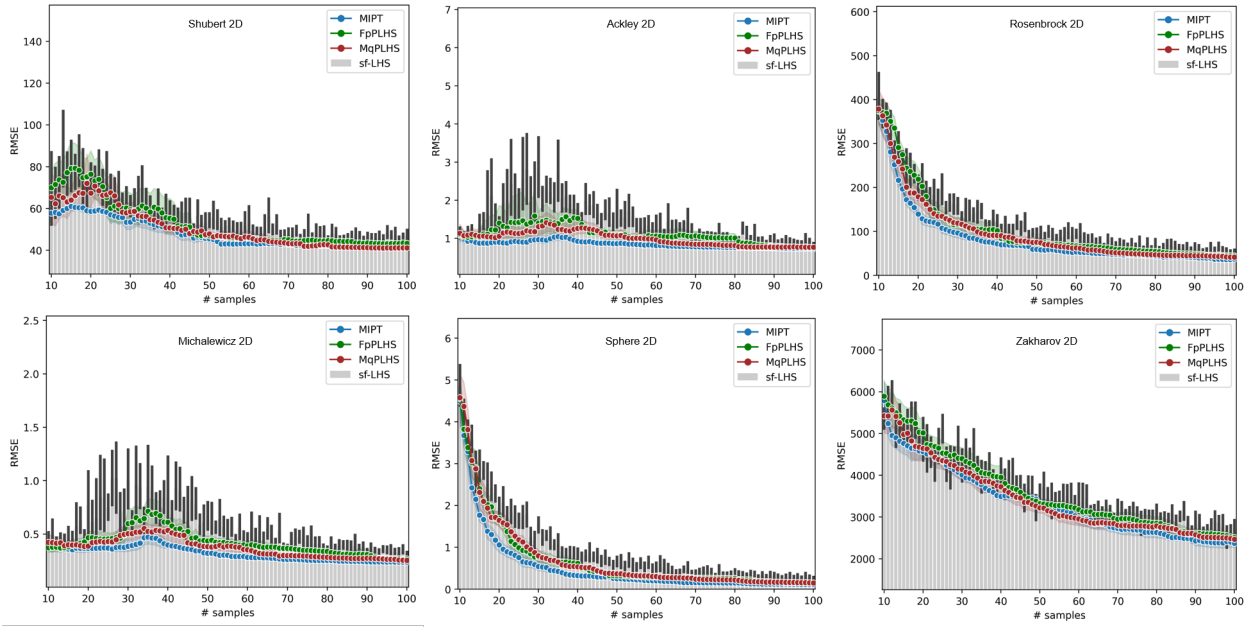 Shubert 2D
MIPT
FpPLHS
MqPLHS
sf-LHS
140
120
100
80
60
40
RMSE
10 20 30 40 50 60 70 80 90 100
# samples
Ackley 2D
MIPT
FpPLHS
MqPLHS
sf-LHS
7
6
5
4
3
2
1
0
RMSE
10 20 30 40 50 60 70 80 90 100
# samples
Rosenbrock 2D
MIPT
FpPLHS
MqPLHS
sf-LHS
600
500
400
300
200
100
0
RMSE
10 20 30 40 50 60 70 80 90 100
# samples
Michalewicz 2D
MIPT
FpPLHS
MqPLHS
sf-LHS
2.5
2.0
1.5
1.0
0.5
RMSE
10 20 30 40 50 60 70 80 90 100
# samples
Sphere 2D
MIPT
FpPLHS
MqPLHS
sf-LHS
6
5
4
3
2
1
0
RMSE
10 20 30 40 50 60 70 80 90 100
# samples
Zakharov 2D
MIPT
FpPLHS
MqPLHS
sf-LHS
7000
6000
5000
4000
3000
2000
RMSE
10 20 30 40 50 60 70 80 90 100
# samples